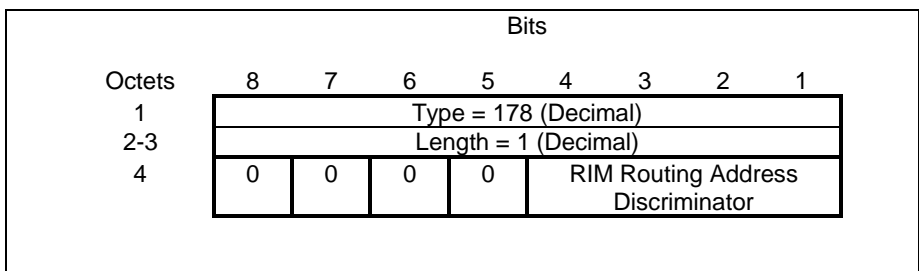 Bits
Octets 8 7 6 5 4 3 2 1
1 Type = 178 (Decimal)
2-3 Length = 1 (Decimal)
4 0 0 0 0 RIM Routing Address
Discriminator